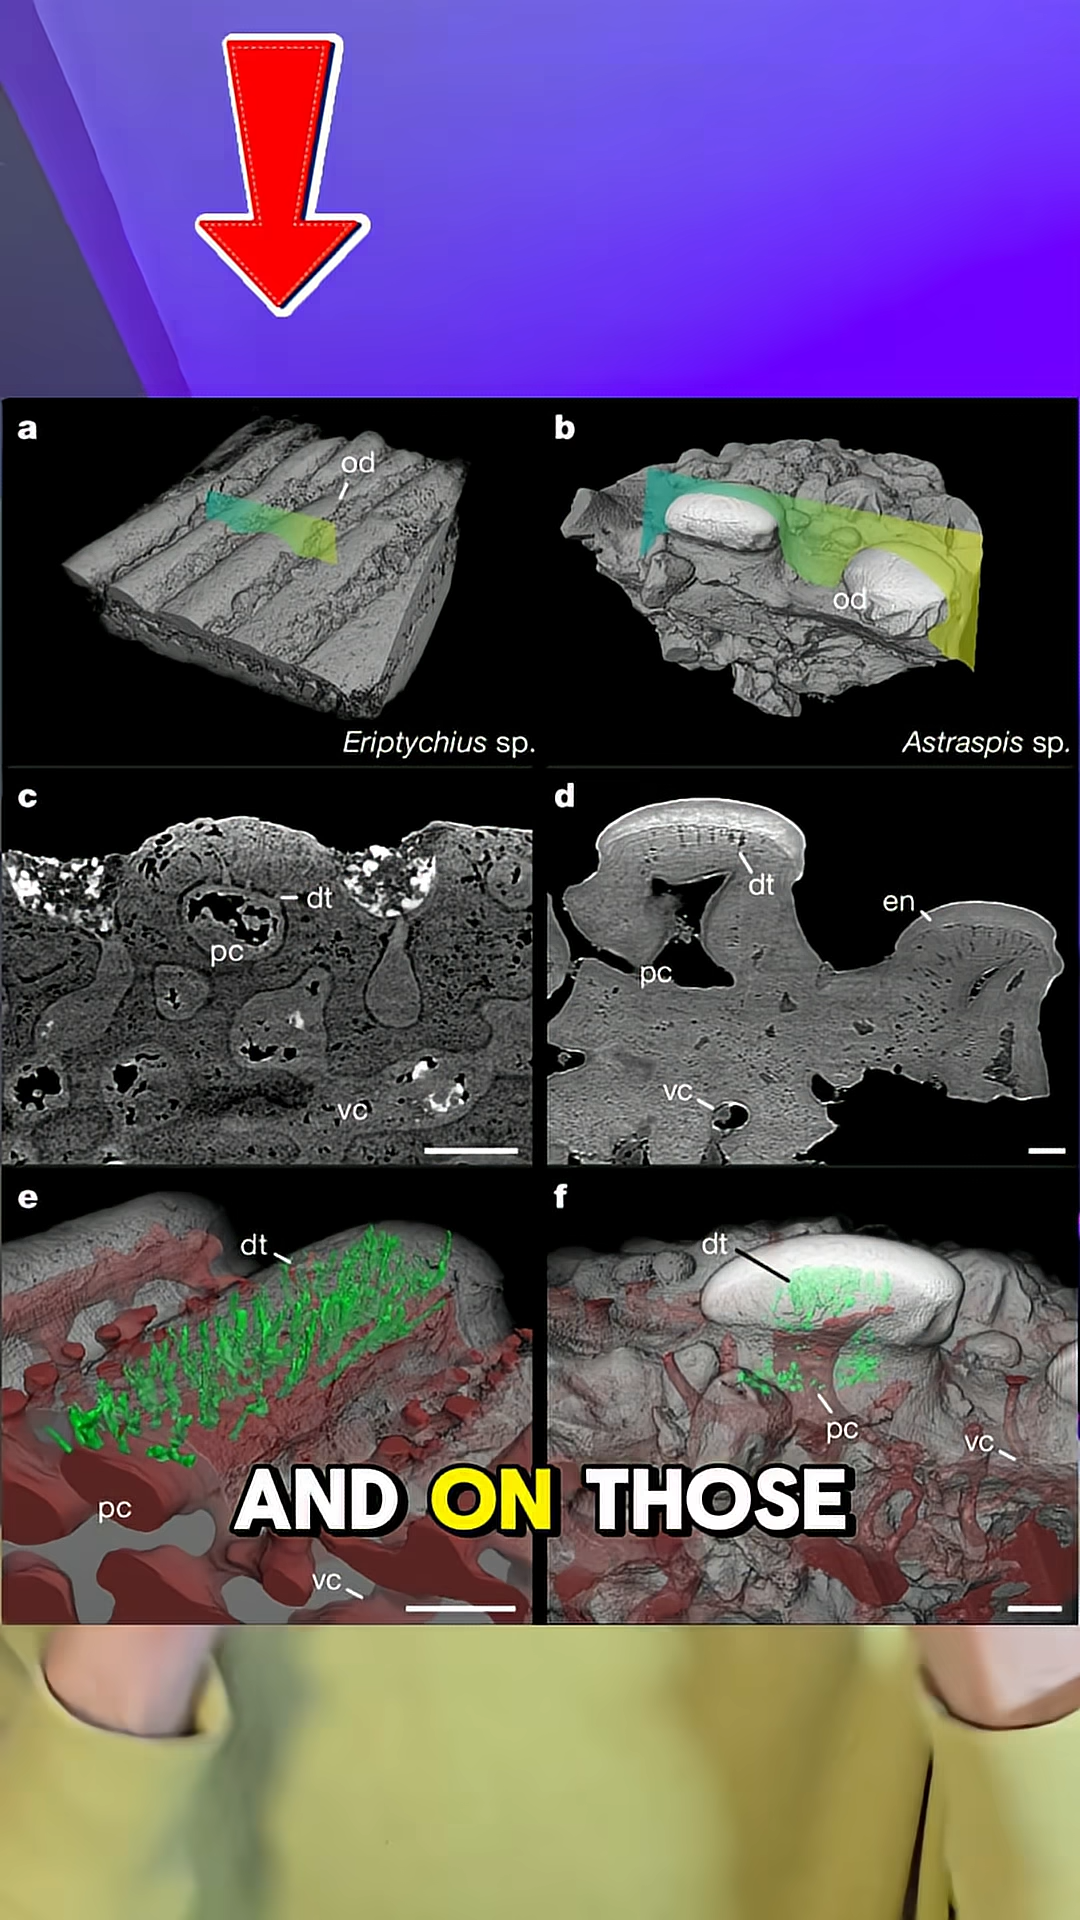 a
b
od
od
Eriptychius sp.
Astraspis sp.
c
d
dt
pc
dt
en
pc
vc
vc
e
f
dt
dt
pc
vc
pc
vc
AND ON THOSE